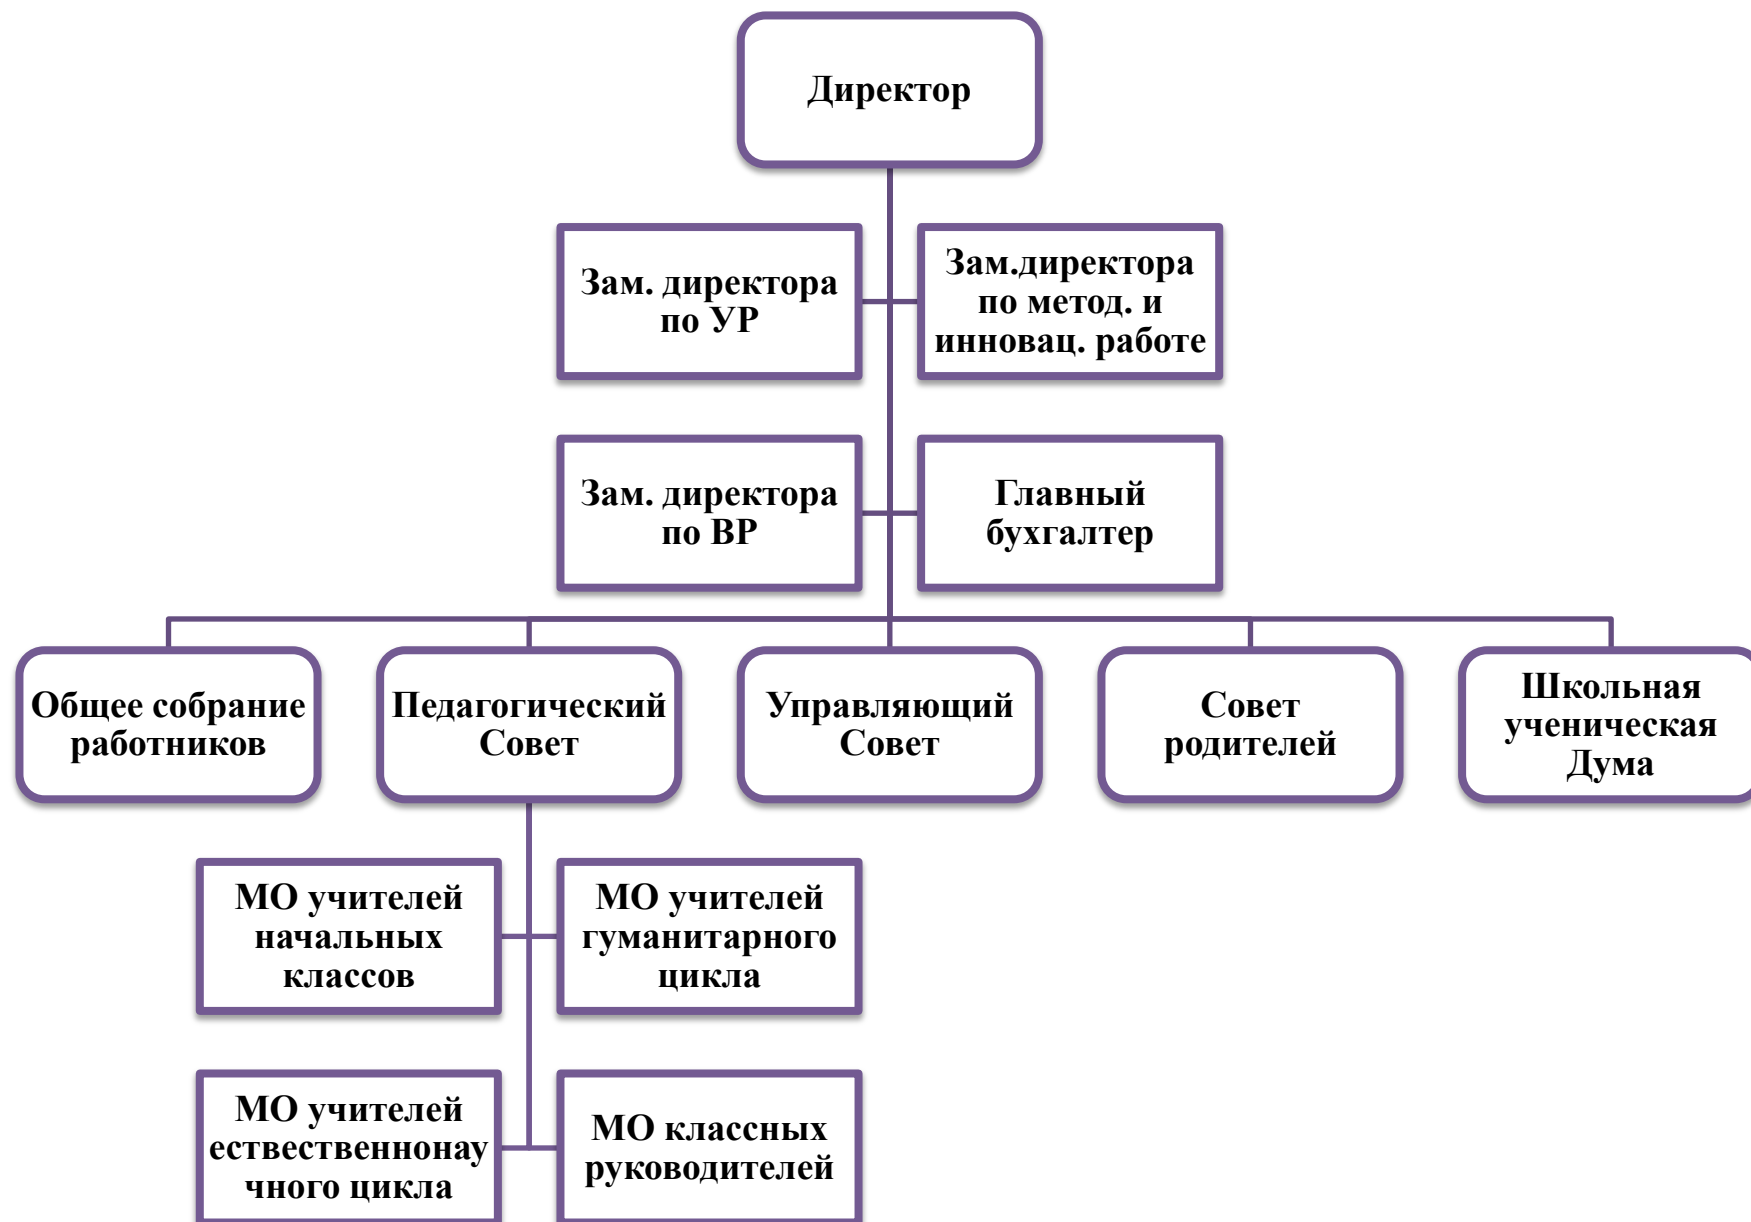 Директор
Зам. директора
по УР
Зам.директора
по метод. и
инновац. работе
Зам. директора
по ВР
Главный
бухгалтер
Общее собрание
работников
Педагогический
Совет
Управляющий
Совет
Совет
родителей
Школьная
ученическая
Дума
МО учителей
начальных
классов
МО учителей
гуманитарного
цикла
МО учителей
ествественнонау
чного цикла
МО классных
руководителей